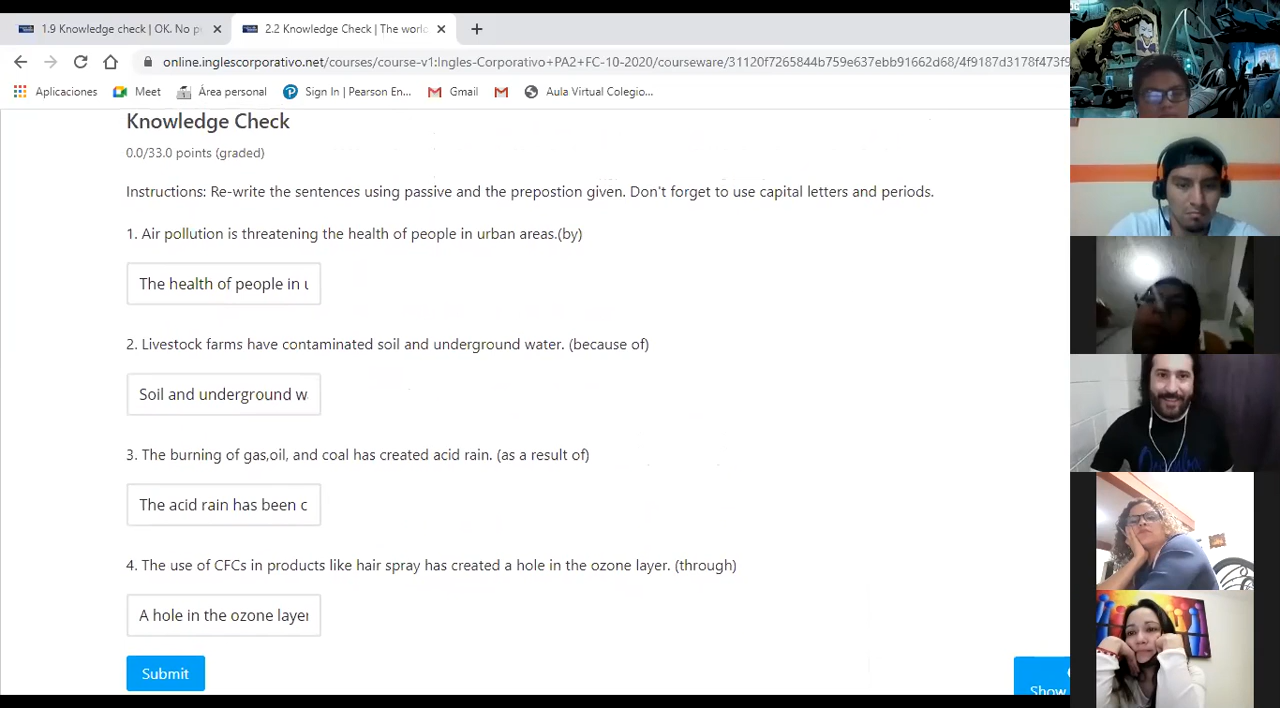 1.9 Knowledge check | OK. No p
2.2 Knowledge Check | The worl
online.inglescorporativo.net/courses/course-v1:Ingles-Corporativo+PA2+FC-10-2020/courseware/31120f7265844b759e637ebb91662d68/4f9187d3178f473f9
Aplicaciones Meet Área personal Sign In | Pearson En... Gmail Aula Virtual Colegio...
Knowledge Check
0.0/33.0 points (graded)
Instructions: Re-write the sentences using passive and the prepostion given. Don't forget to use capital letters and periods.
1. Air pollution is threatening the health of people in urban areas.(by)
The health of people in u
2. Livestock farms have contaminated soil and underground water. (because of)
Soil and underground w
3. The burning of gas,oil, and coal has created acid rain. (as a result of)
The acid rain has been c
4. The use of CFCs in products like hair spray has created a hole in the ozone layer. (through)
A hole in the ozone layer
Submit
Show